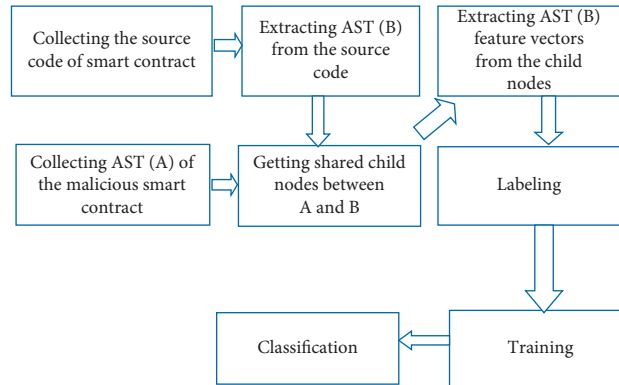 Collecting the source
code of smart contract
Extracting AST (B)
from the source
code
Extracting AST (B)
feature vectors
from the child
nodes
Collecting AST (A) of
the malicious smart
contract
Getting shared child
nodes between
A and B
Labeling
Classification
Training